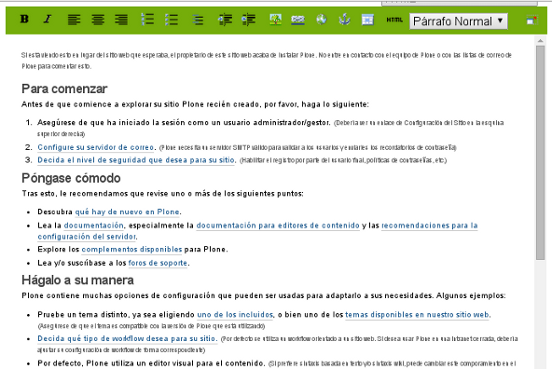 B I HTML Párrafo Normal
Si está viendo esto en lugar del sitio web que esperaba, el propietario de este sitio web acaba de instalar Plone. No entre en contacto con el equipo de Plone o con las listas de correo de
Plone para comentar esto.
Para comenzar
Antes de que comience a explorar su sitio Plone recién creado, por favor, haga lo siguiente:
1. Asegúrese de que ha iniciado la sesión como un usuario administrador/gestor. (Debería ver un enlace de Configuración del Sitio en la esquina
superior derecha)
2. Configure su servidor de correo. (Plone necesita un servidor SMTP válido para validar a los usuarios y enviarles los recordatorios de contraseña)
3. Decida el nivel de seguridad que desea para su sitio. (Habilitar el registro por parte del usuario final, políticas de contraseñas, etc.)
Póngase cómodo
Tras esto, le recomendamos que revise uno o más de los siguientes puntos:
• Descubra qué hay de nuevo en Plone.
• Lea la documentación, especialmente la documentación para editores de contenido y las recomendaciones para la
configuración del servidor.
• Explore los complementos disponibles para Plone.
• Lea y/o suscríbase a los foros de soporte.
Hágalo a su manera
Plone contiene muchas opciones de configuración que pueden ser usadas para adaptarlo a sus necesidades. Algunos ejemplos:
• Pruebe un tema distinto, ya sea eligiendo uno de los incluidos, o bien uno de los temas disponibles en nuestro sitio web.
(Asegúrese de que el tema es compatible con la versión de Plone que está utilizando)
• Decida qué tipo de workflow desea para su sitio. (Por defecto se utiliza un workflow orientado a un sitio web. Si desea usar Plone en una intranet cerrada, debería
ajustar su configuración de workflow de forma correspondiente)
• Por defecto, Plone utiliza un editor visual para el contenido. (Si prefiere sintaxis basada en texto y/o sintaxis wiki, puede cambiar este comportamiento en el